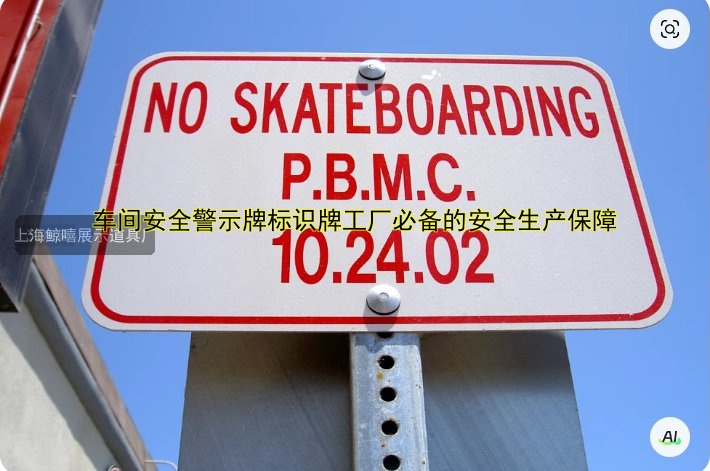 NO SKATEBOARDING
P.B.M.C.
车间安全警示牌标识牌工厂必备的安全生产保障
上海鲸嘻展示道具厂
10.24.02
AI